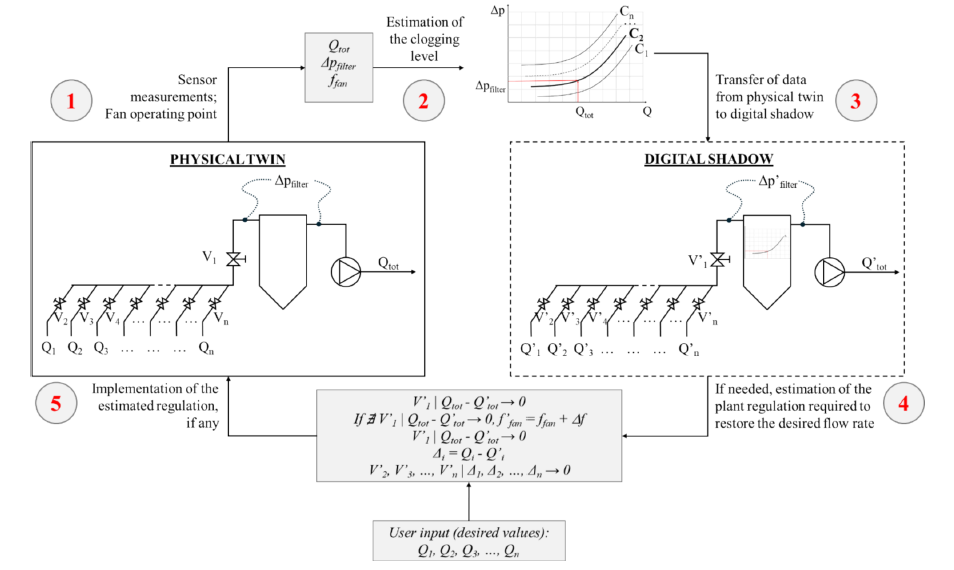 1
Sensor
measurements;
Fan operating point
Q_tot
Δp_filter
f_fan
Estimation of
the clogging
level
2
Δp
C_n
...
C_2
C_1
Δp_filter
Q_tot
Q
Transfer of data
from physical twin
to digital shadow
3
PHYSICAL TWIN
Δp_filter
V_1
Q_tot
V_2 V_3 V_4 ... ... ... V_n
Q_1 Q_2 Q_3 ... ... ... Q_n
DIGITAL SHADOW
Δp'_filter
V'_1
Q'_tot
V'_2 V'_3 V'_4 ... ... ... V'_n
Q'_1 Q'_2 Q'_3 ... ... ... Q'_n
5
Implementation of the
estimated regulation,
if any
V'_1 | Q_tot - Q'_tot → 0
If ∄ V'_1 | Q_tot - Q'_tot → 0, f'_fan = f_fan + Δf
V'_1 | Q_tot - Q'_tot → 0
Δ_i = Q_i - Q'_i
V'_2, V'_3, ..., V'_n | Δ_1, Δ_2, ..., Δ_n → 0
If needed, estimation of the
plant regulation required to
restore the desired flow rate
4
User input (desired values):
Q_1, Q_2, Q_3, ..., Q_n